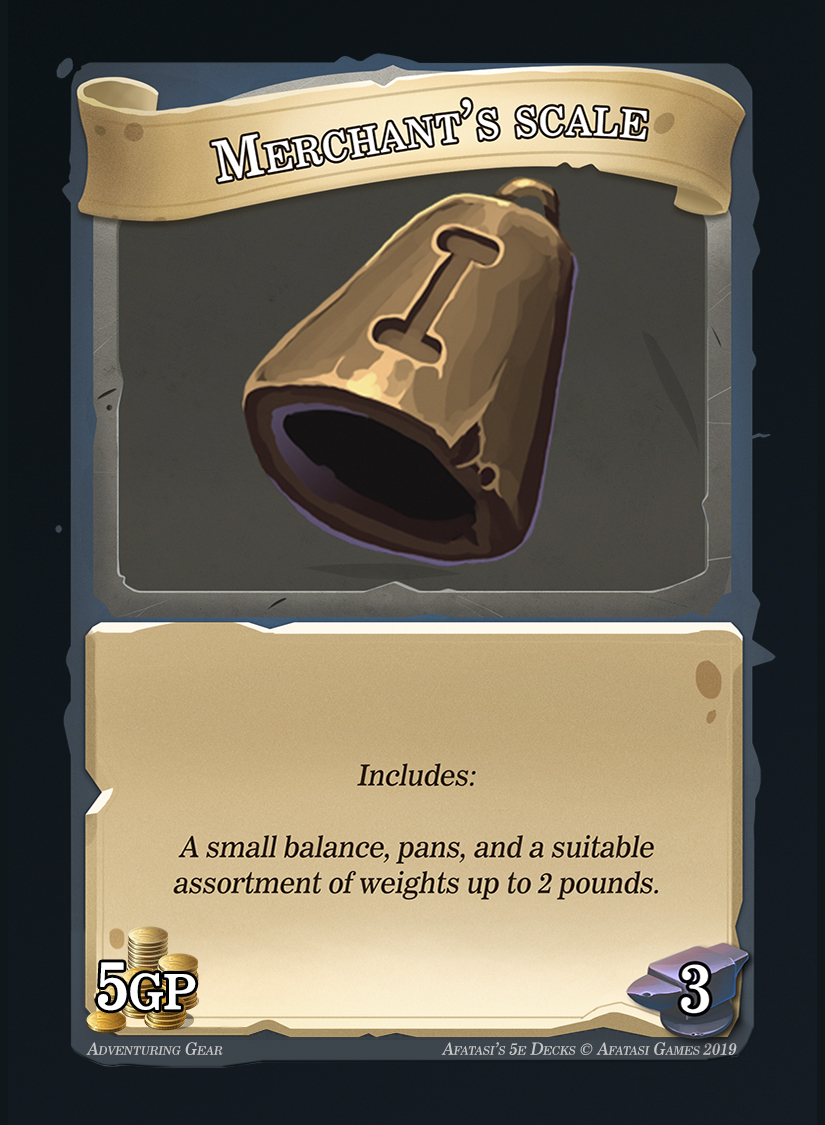 Merchant's scale
Includes:
A small balance, pans, and a suitable
assortment of weights up to 2 pounds.
5GP
3
Adventuring Gear
Afatasi's 5e Decks © Afatasi Games 2019